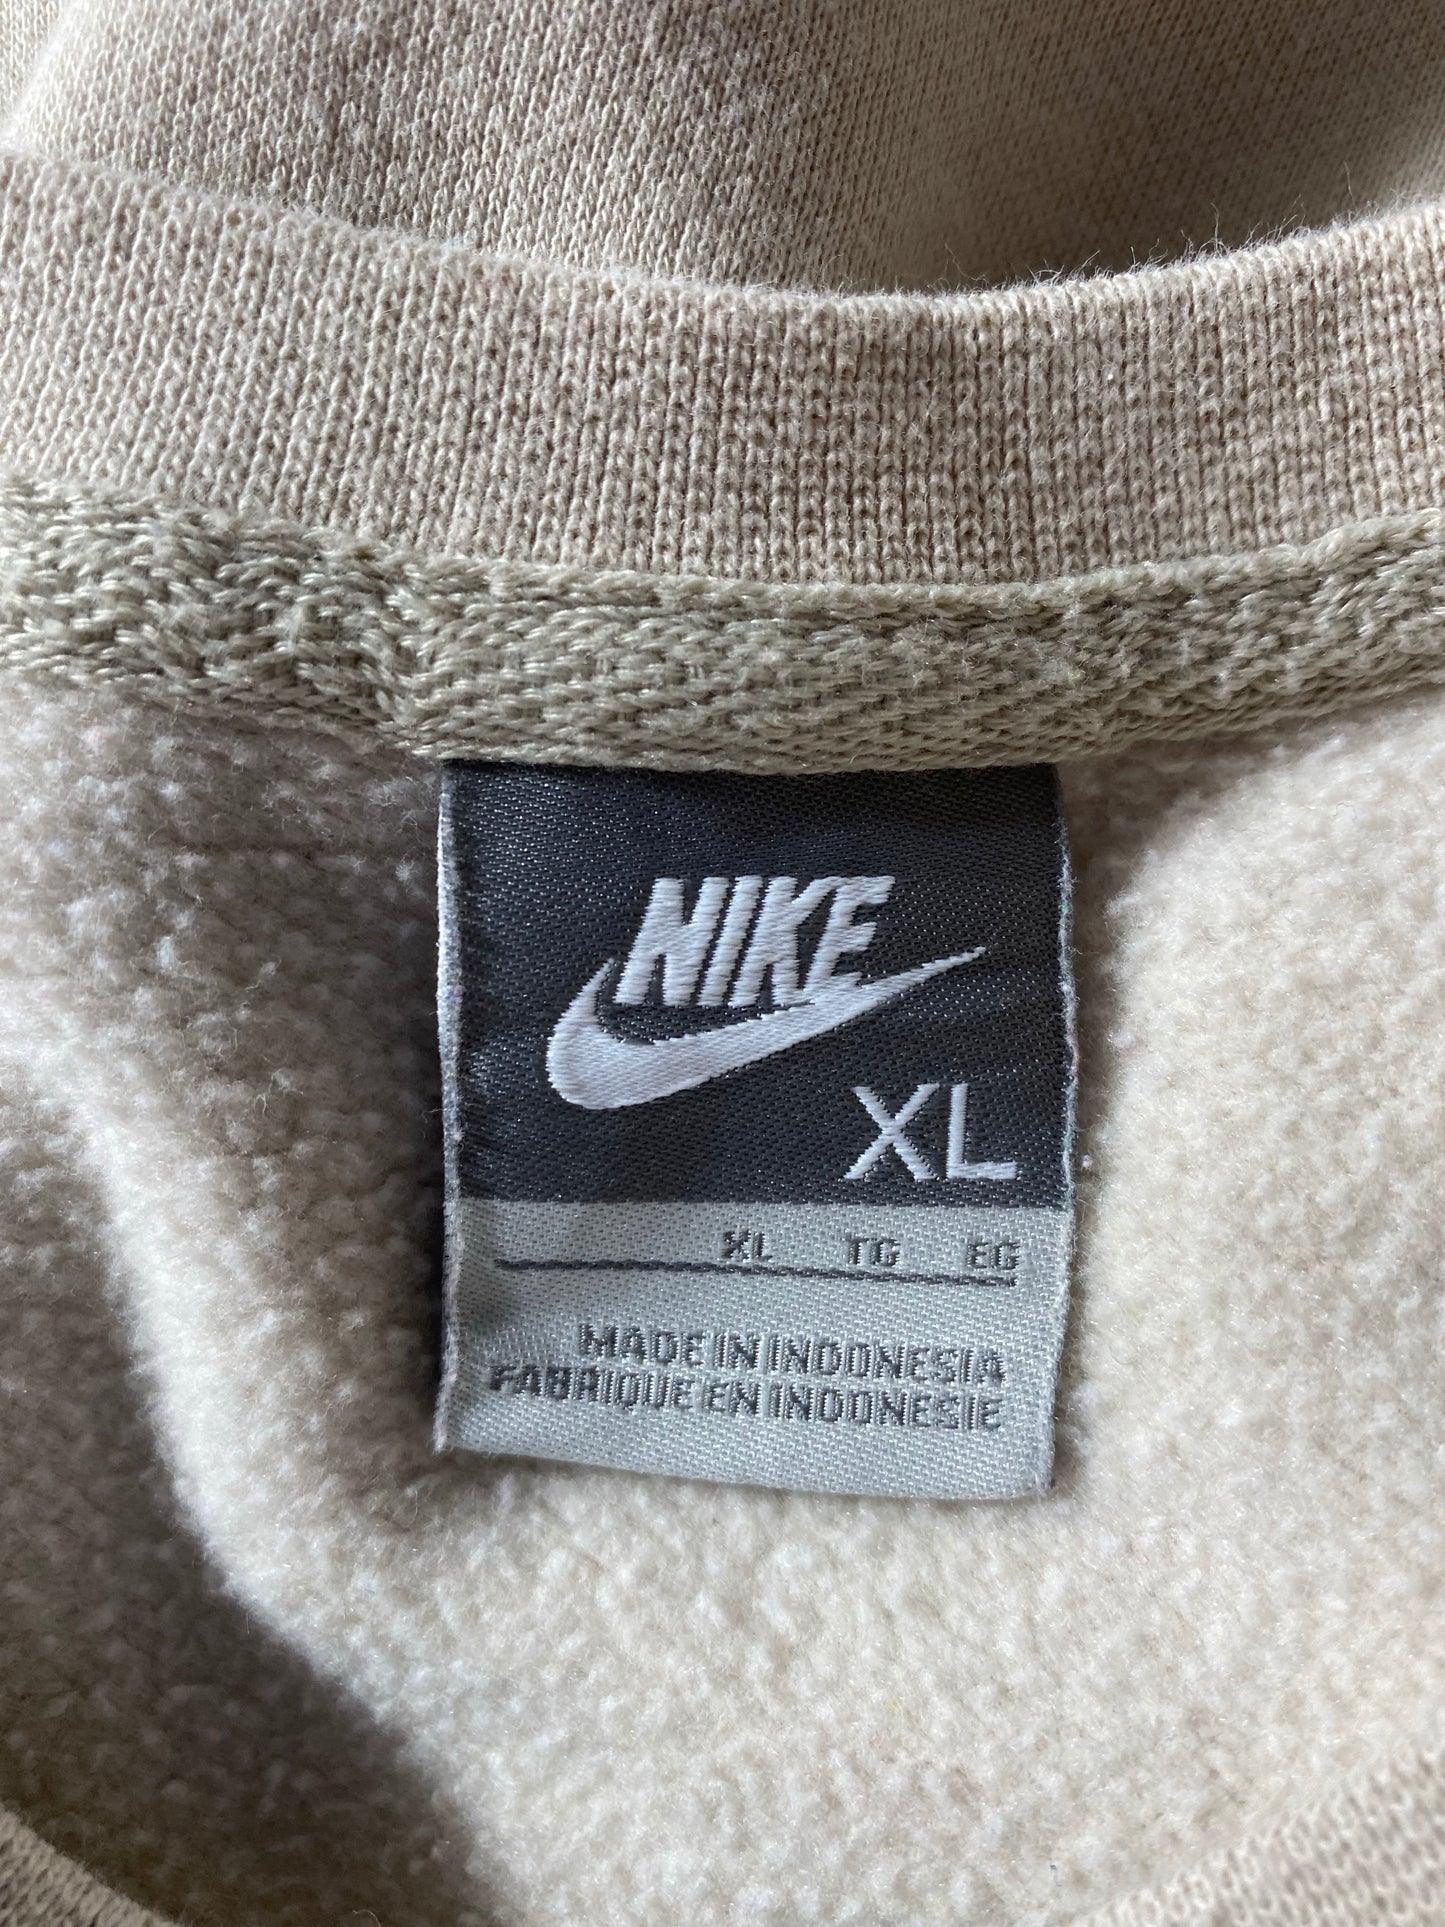 NIKE
XL
XL TG EG
MADE IN INDONESIA
FABRIQUE EN INDONESIE